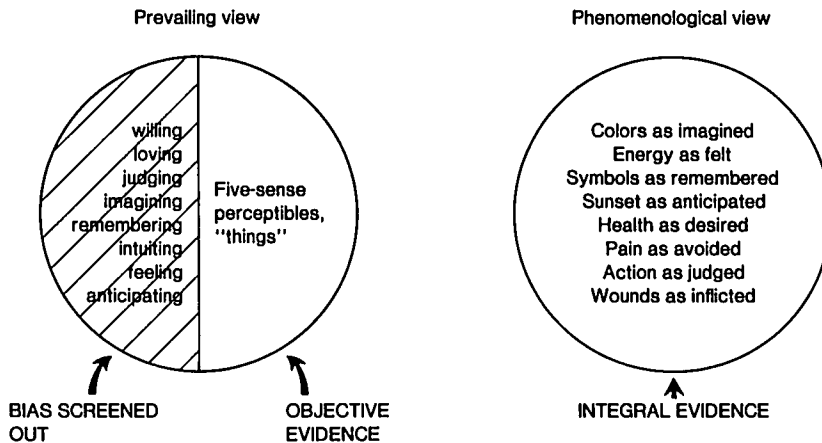 Prevailing view
willing
loving
judging
imagining
remembering
intuiting
feeling
anticipating
Five-sense
perceptibles,
"things"
BIAS SCREENED
OUT
OBJECTIVE
EVIDENCE
Phenomenological view
Colors as imagined
Energy as felt
Symbols as remembered
Sunset as anticipated
Health as desired
Pain as avoided
Action as judged
Wounds as inflicted
INTEGRAL EVIDENCE